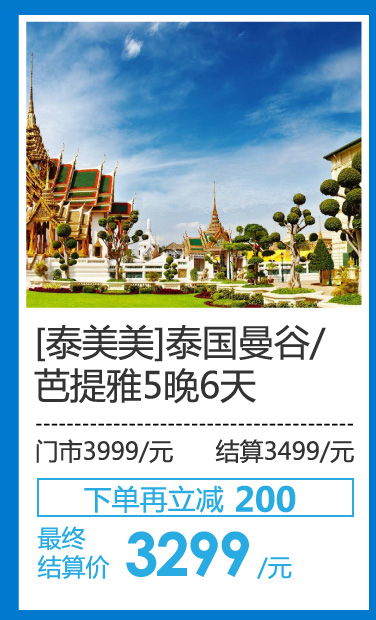 [泰美美]泰国曼谷/
芭提雅5晚6天
门市3999/元 结算3499/元
下单再立减 200
最终
结算价 3299 /元